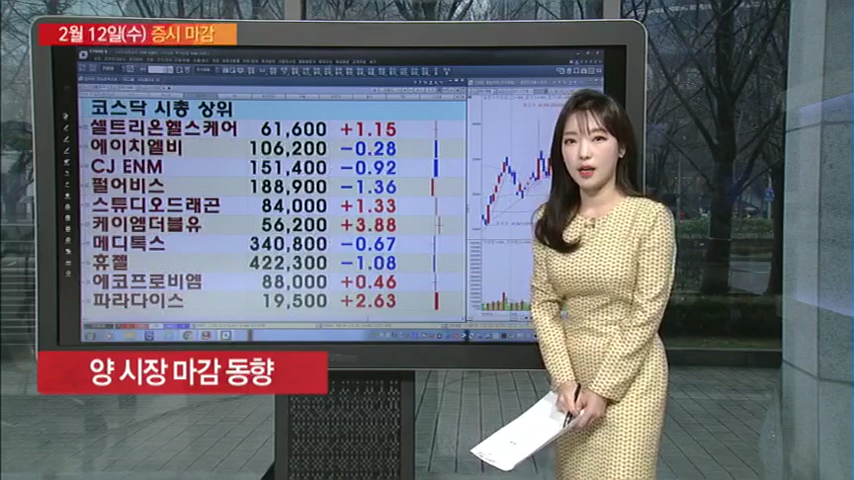 2월 12일(수) 증시 마감
코스닥 시총 상위
셀트리온헬스케어 61,600 +1.15
에이치엘비 106,200 -0.28
CJ ENM 151,400 -0.92
펄어비스 188,900 -1.36
스튜디오드래곤 84,000 +1.33
케이엠더블유 56,200 +3.88
메디톡스 340,800 -0.67
휴젤 422,300 -1.08
에코프로비엠 88,000 +0.46
파라다이스 19,500 +2.63
양 시장 마감 동향